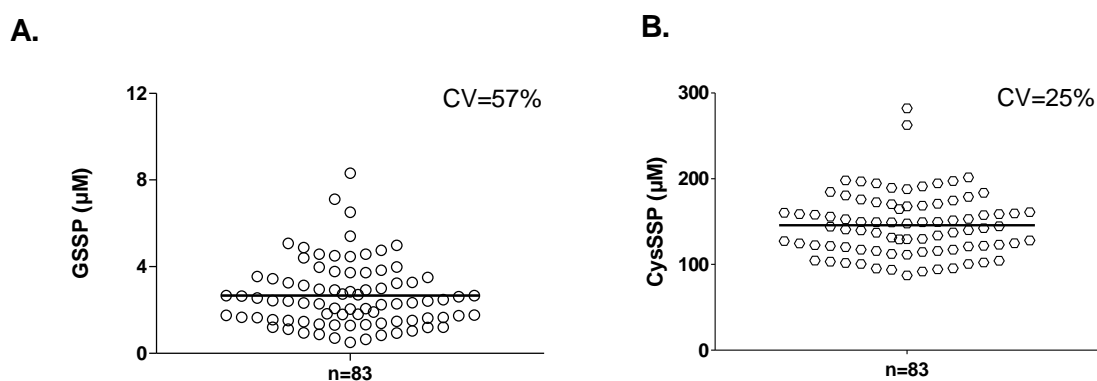 A.
CV=57%
GSSP (µM)
12
8
4
0
n=83
B.
CV=25%
CysSSP (µM)
300
200
100
0
n=83